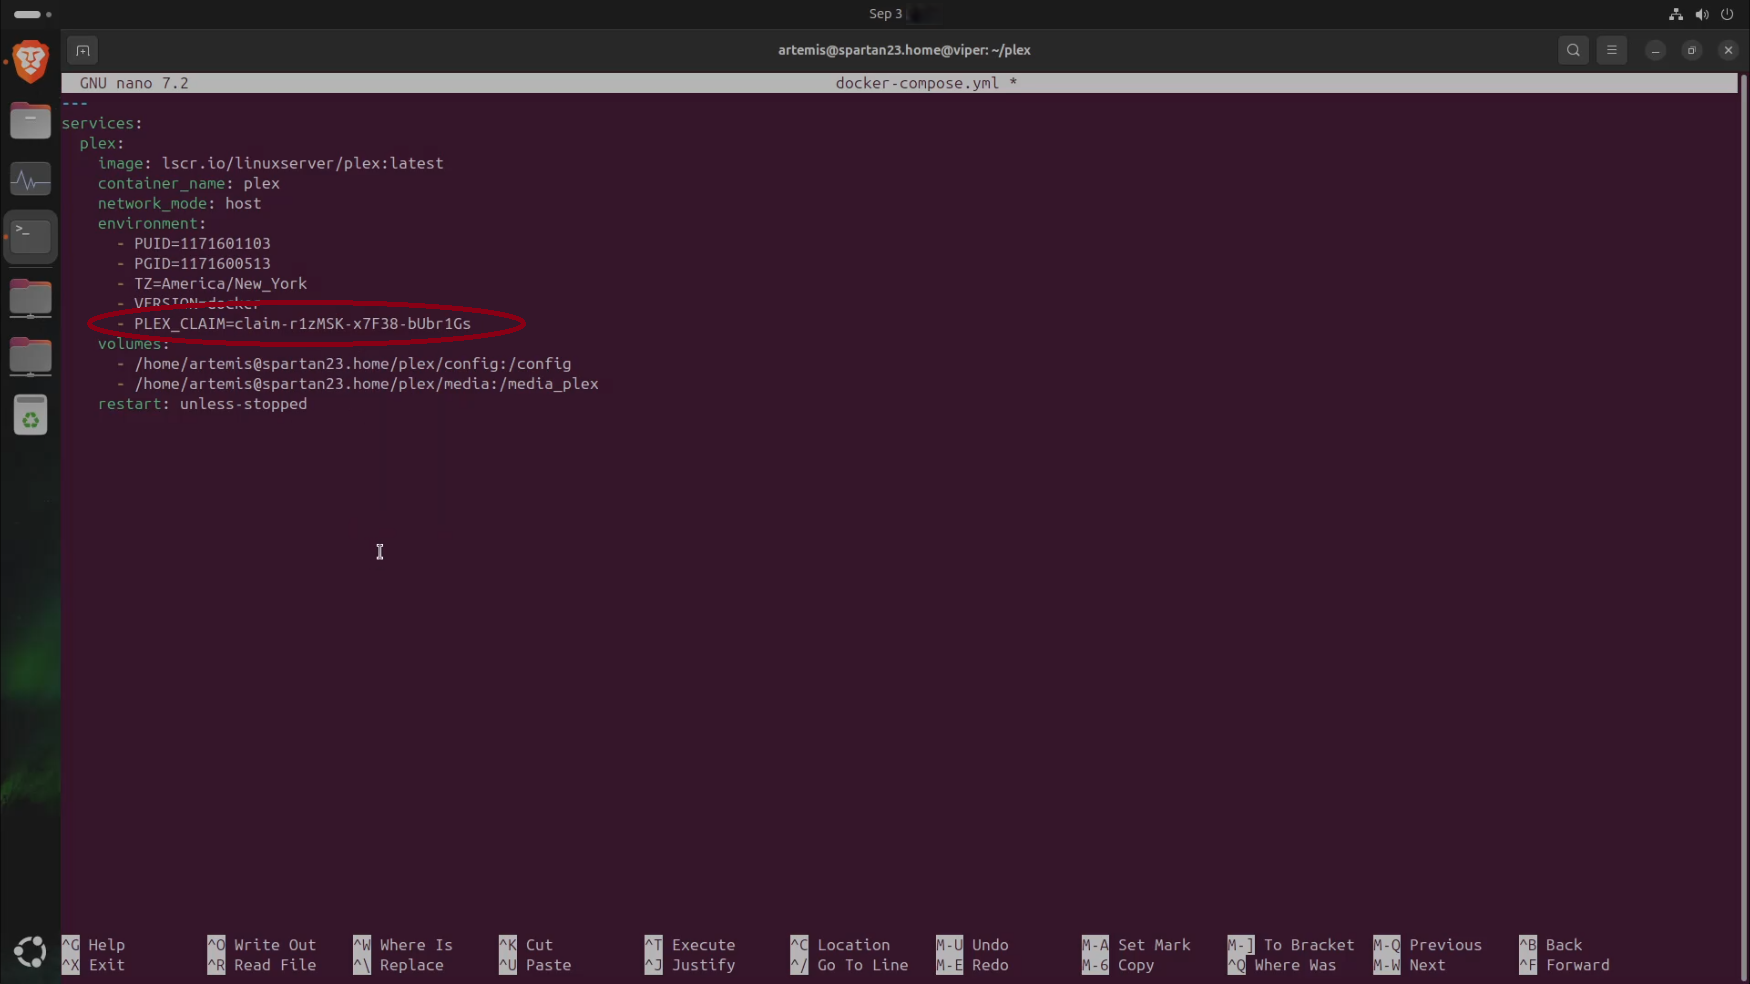 Sep 3
artemis@spartan23.home@viper: ~/plex
GNU nano 7.2 docker-compose.yml *
---
services:
plex:
image: lscr.io/linuxserver/plex:latest
container_name: plex
network_mode: host
environment:
- PUID=1171601103
- PGID=1171600513
- TZ=America/New_York
- VERSION=docker
- PLEX_CLAIM=claim-r1zMSK-x7F38-bUbr1Gs
volumes:
- /home/artemis@spartan23.home/plex/config:/config
- /home/artemis@spartan23.home/plex/media:/media_plex
restart: unless-stopped
^G Help ^O Write Out ^W Where Is ^K Cut ^T Execute ^C Location M-U Undo M-A Set Mark M-] To Bracket M-Q Previous ^B Back
^X Exit ^R Read File ^\ Replace ^U Paste ^J Justify ^/ Go To Line M-E Redo M-6 Copy ^Q Where Was M-W Next ^F Forward